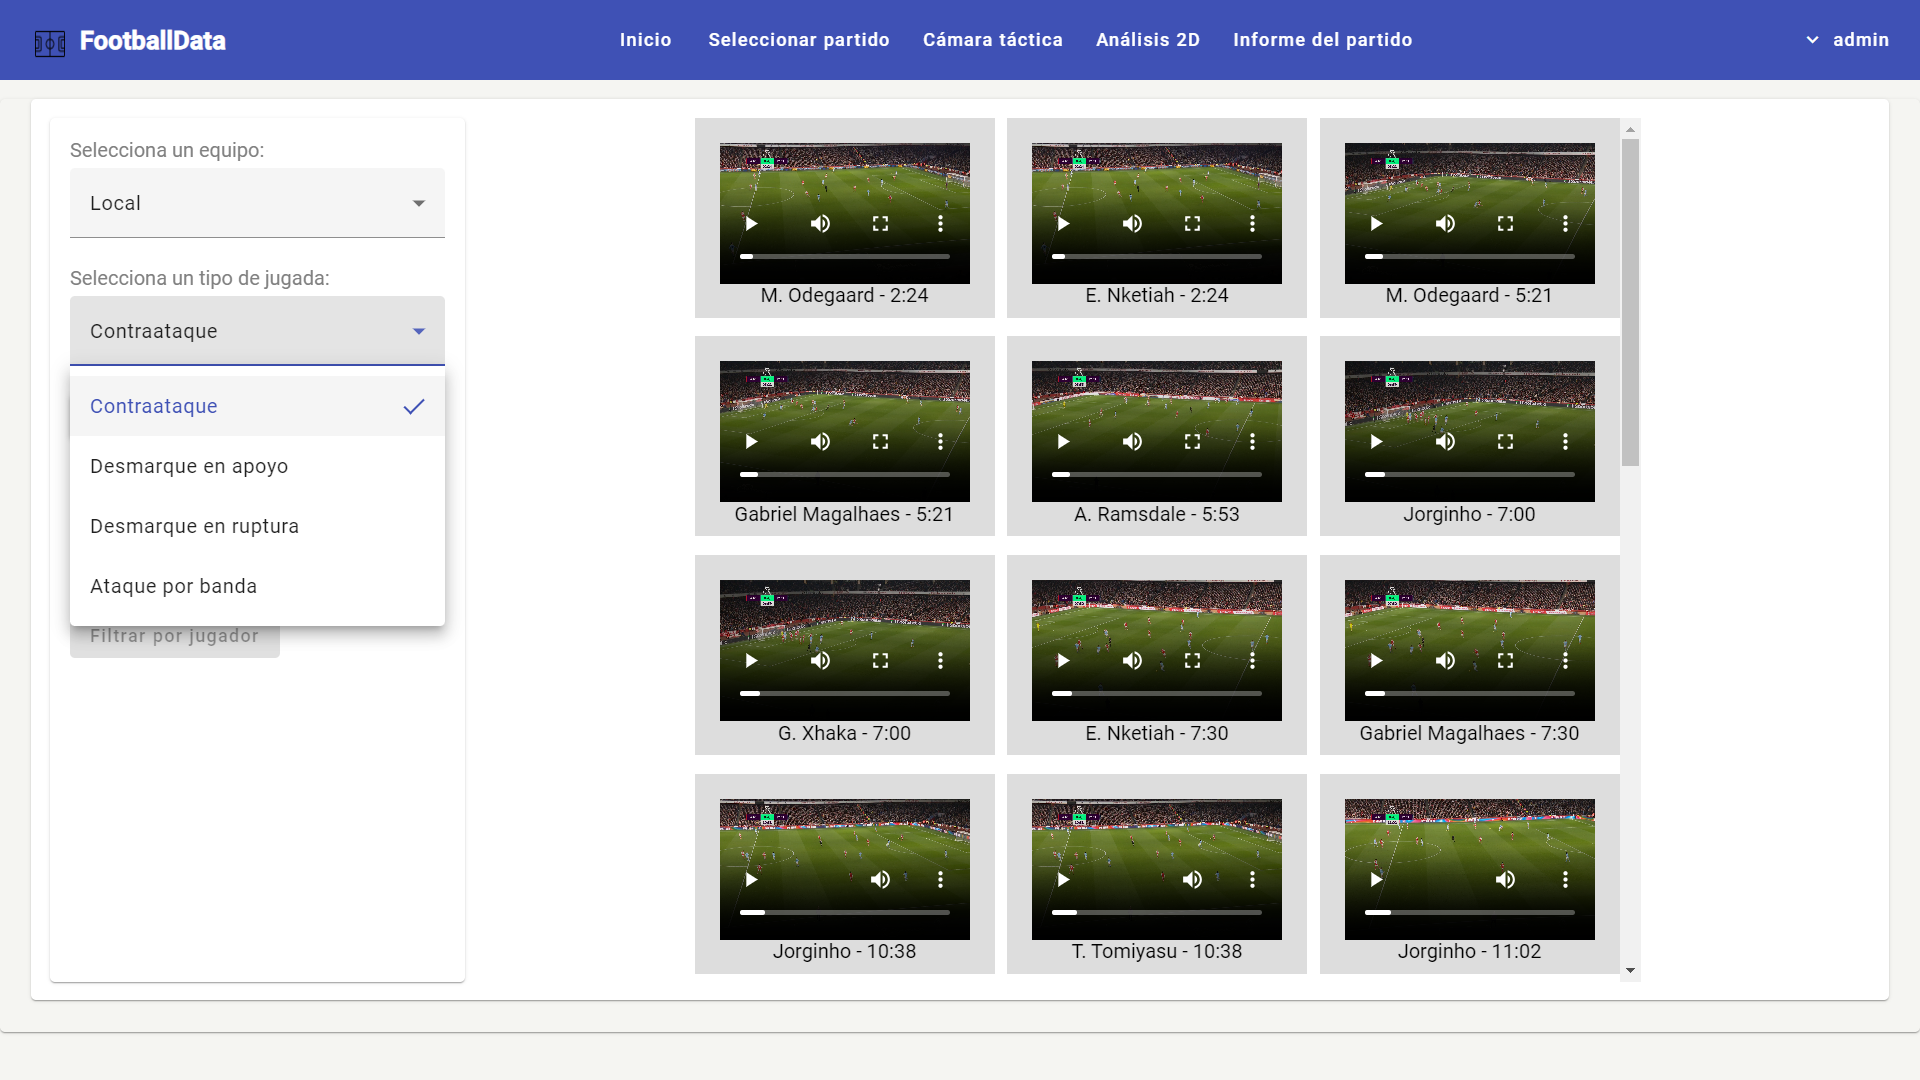 FootballData
Inicio
Seleccionar partido
Cámara táctica
Análisis 2D
Informe del partido
admin
Selecciona un equipo:
Local
Selecciona un tipo de jugada:
Contraataque
Contraataque
Desmarque en apoyo
Desmarque en ruptura
Ataque por banda
Filtrar por jugador
M. Odegaard - 2:24
E. Nketiah - 2:24
M. Odegaard - 5:21
Gabriel Magalhaes - 5:21
A. Ramsdale - 5:53
Jorginho - 7:00
G. Xhaka - 7:00
E. Nketiah - 7:30
Gabriel Magalhaes - 7:30
Jorginho - 10:38
T. Tomiyasu - 10:38
Jorginho - 11:02